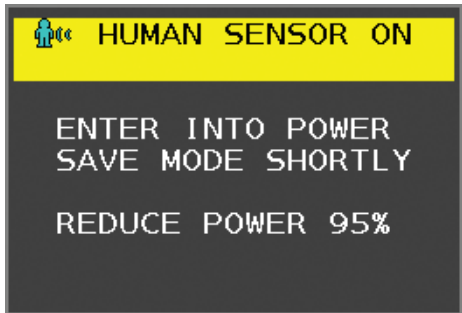 HUMAN SENSOR ON
ENTER INTO POWER
SAVE MODE SHORTLY
REDUCE POWER 95%